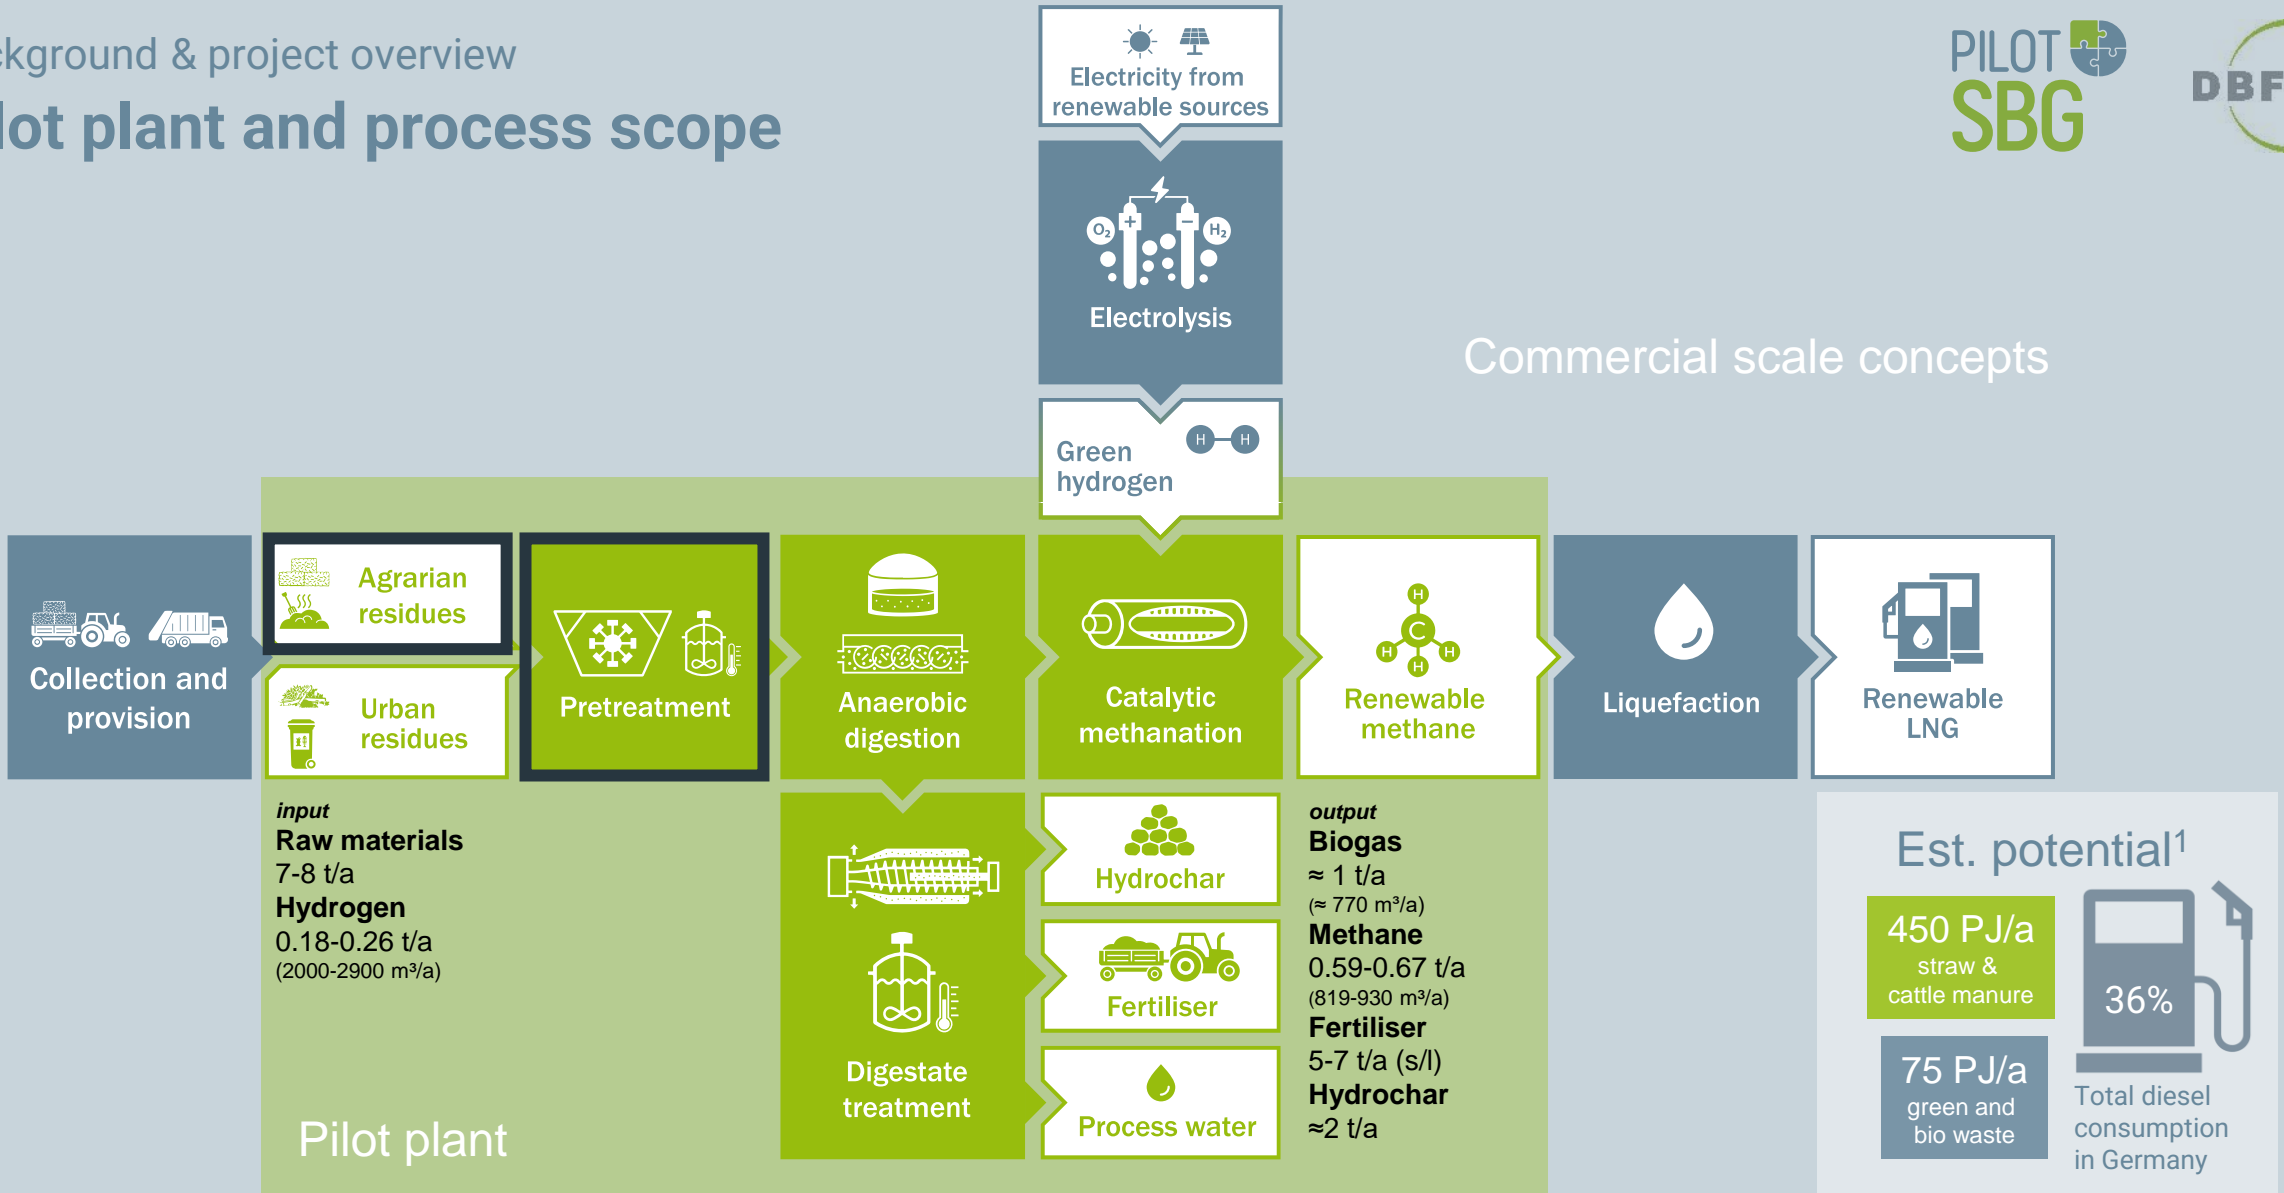 ckground & project overview
lot plant and process scope
PILOT
SBG
DBF
Electricity from
renewable sources
O₂
+
−
H₂
Electrolysis
Commercial scale concepts
Green
hydrogen
H
H
Collection and
provision
Agrarian
residues
Urban
residues
Pretreatment
Anaerobic
digestion
Catalytic
methanation
H
C
H
H
H
Renewable
methane
Liquefaction
Renewable
LNG
input
Raw materials
7-8 t/a
Hydrogen
0.18-0.26 t/a
(2000-2900 m³/a)
Digestate
treatment
Hydrochar
Fertiliser
Process water
output
Biogas
≈ 1 t/a
(≈ 770 m³/a)
Methane
0.59-0.67 t/a
(819-930 m³/a)
Fertiliser
5-7 t/a (s/l)
Hydrochar
≈2 t/a
Pilot plant
Est. potential¹
450 PJ/a
straw &
cattle manure
75 PJ/a
green and
bio waste
36%
Total diesel
consumption
in Germany